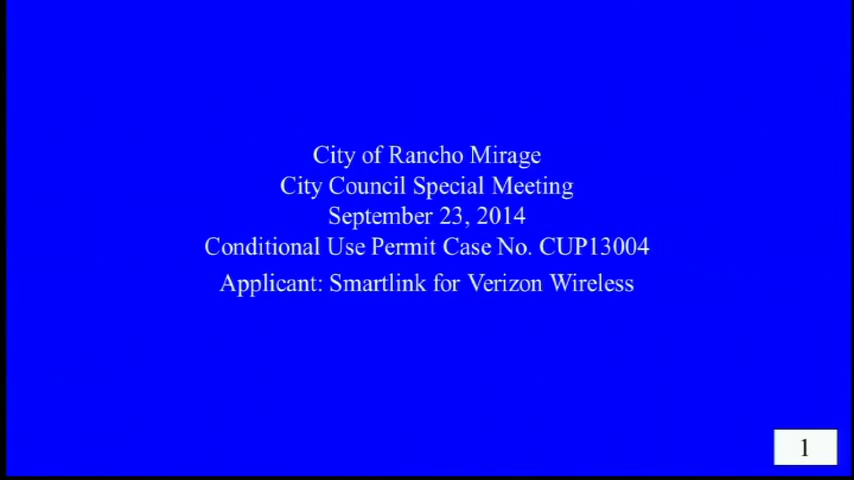 City of Rancho Mirage
City Council Special Meeting
September 23, 2014
Conditional Use Permit Case No. CUP13004
Applicant: Smartlink for Verizon Wireless
1